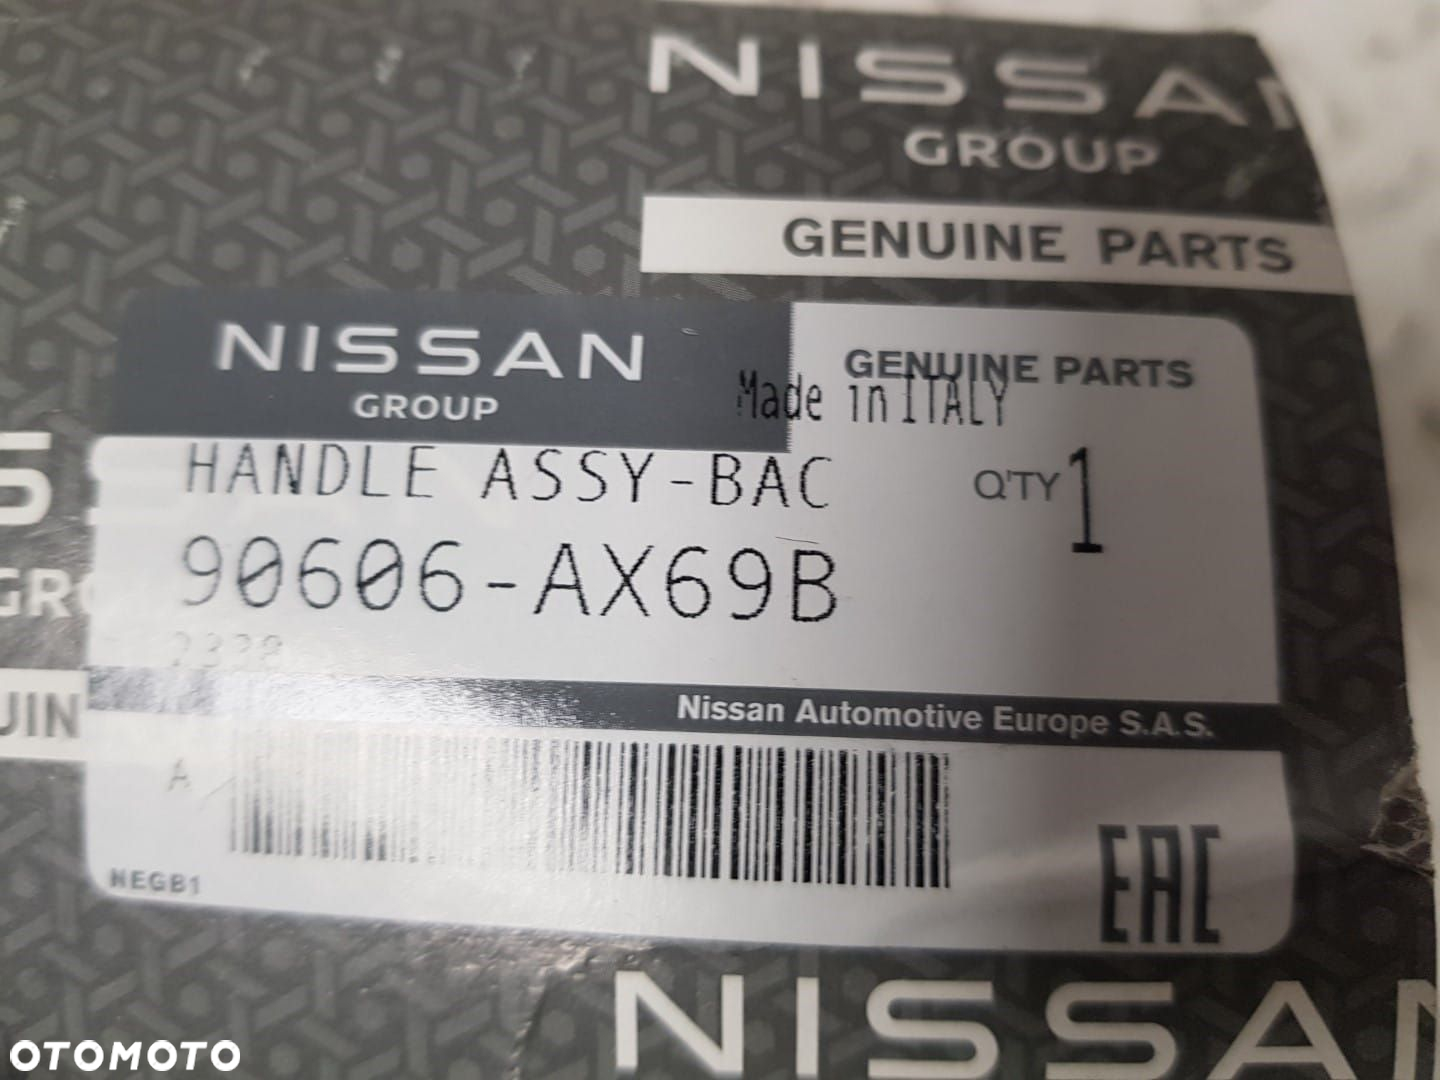 NISSAN
GROUP
GENUINE PARTS
NISSAN
GROUP
GENUINE PARTS
Made in ITALY
HANDLE ASSY-BAC
Q'TY 1
90606-AX69B
2338
Nissan Automotive Europe S.A.S.
A
NEGB1
EAC
NISSAN
OTOMOTO